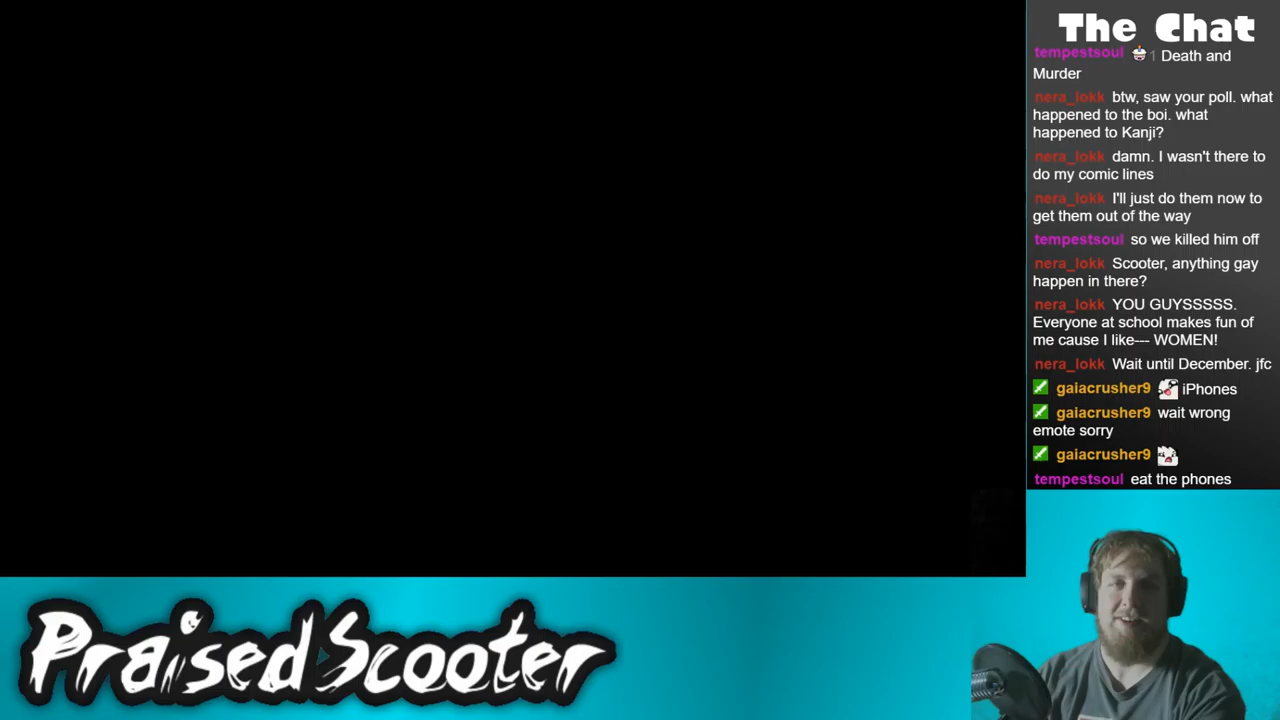 The Chat
tempestsoul 1 Death and
Murder
nera_lokk btw, saw your poll. what
happened to the boi. what
happened to Kanji?
nera_lokk damn. I wasn't there to
do my comic lines
nera_lokk I'll just do them now to
get them out of the way
tempestsoul so we killed him off
nera_lokk Scooter, anything gay
happen in there?
nera_lokk YOU GUYSSSSS.
Everyone at school makes fun of
me cause I like--- WOMEN!
nera_lokk Wait until December. jfc
gaiacrusher9 iPhones
gaiacrusher9 wait wrong
emote sorry
gaiacrusher9
tempestsoul eat the phones
PraisedScooter